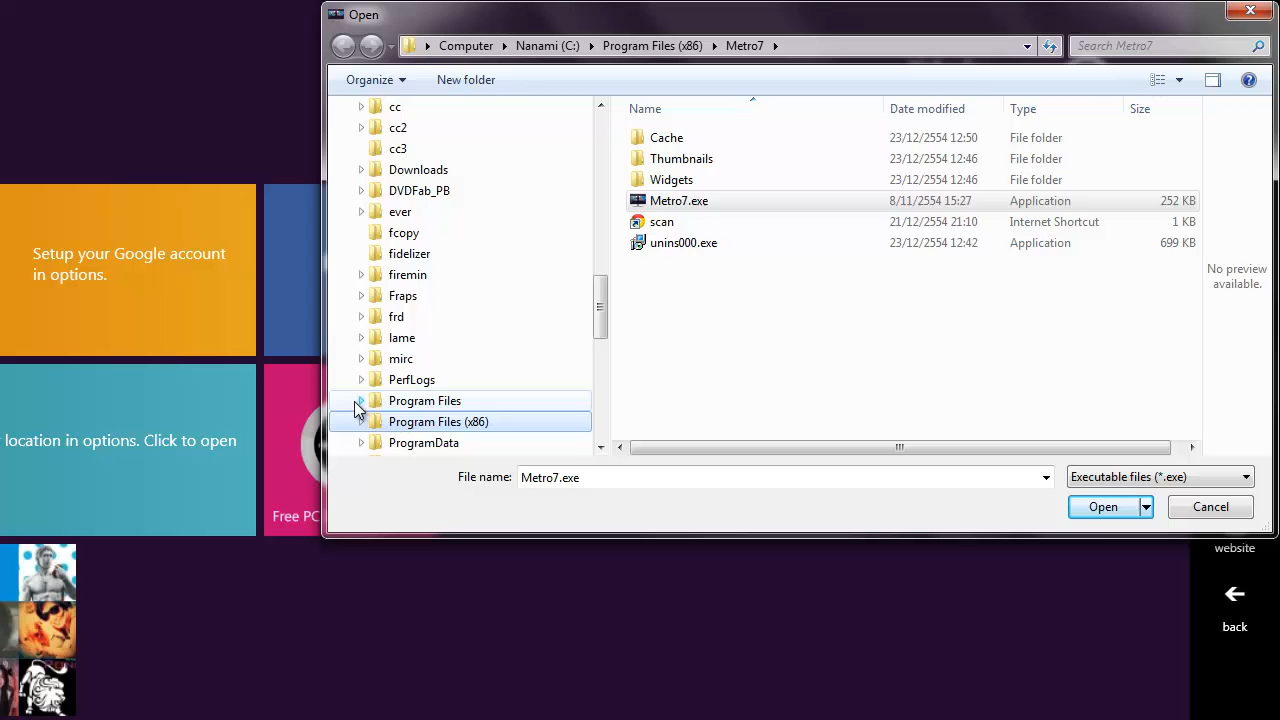 Open
Computer Nanami (C:) Program Files (x86) Metro7
Search Metro7
Organize New folder
cc
cc2
cc3
Downloads
DVDFab_PB
ever
fcopy
fidelizer
firemin
Fraps
frd
lame
mirc
PerfLogs
Program Files
Program Files (x86)
ProgramData
Name Date modified Type Size
Cache 23/12/2554 12:50 File folder
Thumbnails 23/12/2554 12:46 File folder
Widgets 23/12/2554 12:46 File folder
Metro7.exe 8/11/2554 15:27 Application 252 KB
scan 21/12/2554 21:10 Internet Shortcut 1 KB
unins000.exe 23/12/2554 12:42 Application 699 KB
No preview
available.
File name: Metro7.exe Executable files (*.exe)
Open Cancel
Setup your Google account
in options.
location in options. Click to open
Free PC
website
back